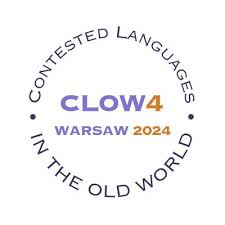 Contested Languages
CLOW4
WARSAW 2024
IN THE OLD WORLD